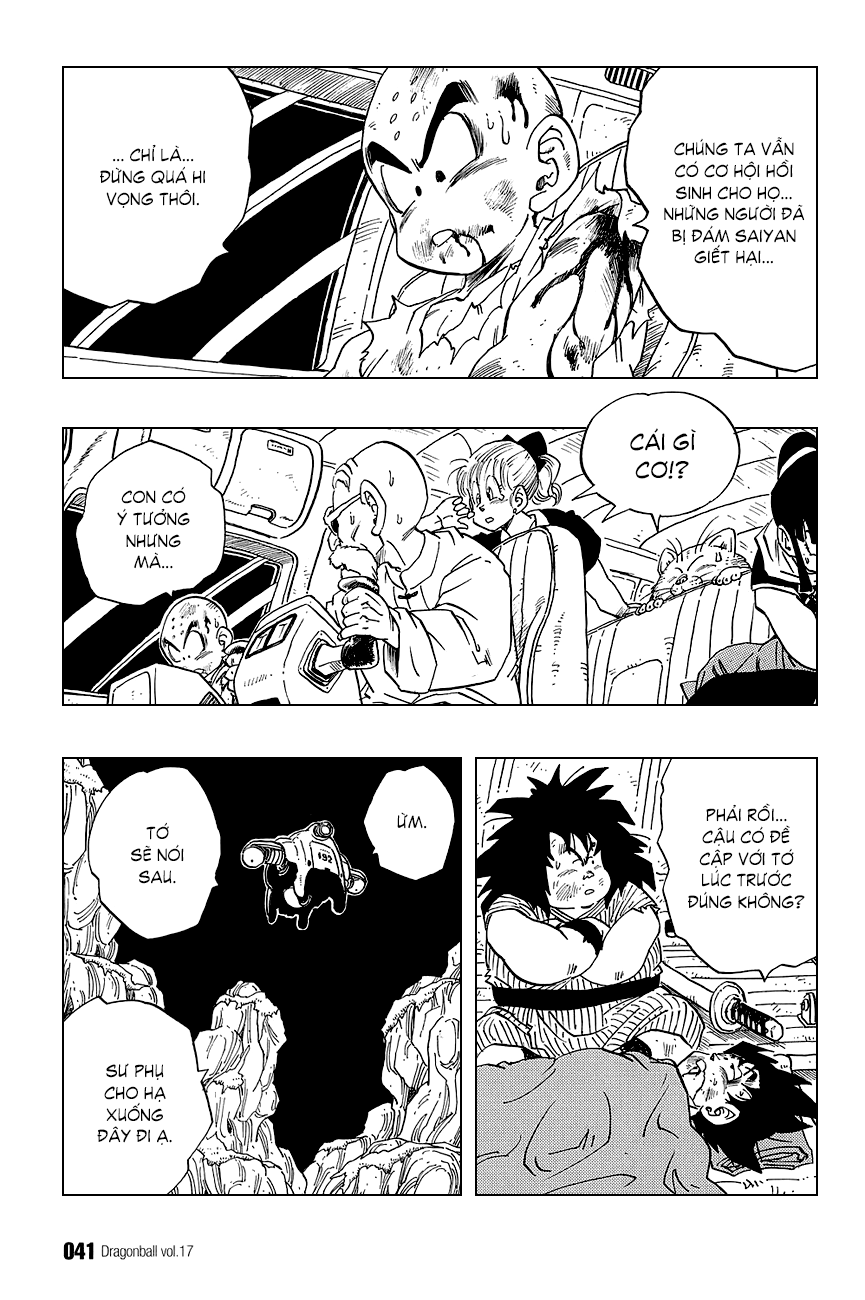 CHÚNG TA VẪN
CÓ CƠ HỘI HỒI
SINH CHO HỌ...
NHỮNG NGƯỜI ĐÃ
BỊ ĐÁM SAIYAN
GIẾT HẠI...
... CHỈ LÀ...
ĐỪNG QUÁ HI
VỌNG THÔI.
CÁI GÌ
CƠ!?
CON CÓ
Ý TƯỞNG
NHƯNG
MÀ...
PHẢI RỒI...
CẬU CÓ ĐỀ
CẬP VỚI TỚ
LÚC TRƯỚC
ĐÚNG KHÔNG?
ỪM.
TỚ
SẼ NÓI
SAU.
192
SƯ PHỤ
CHO HẠ
XUỐNG
ĐÂY ĐI Ạ.
041 Dragonball vol.17